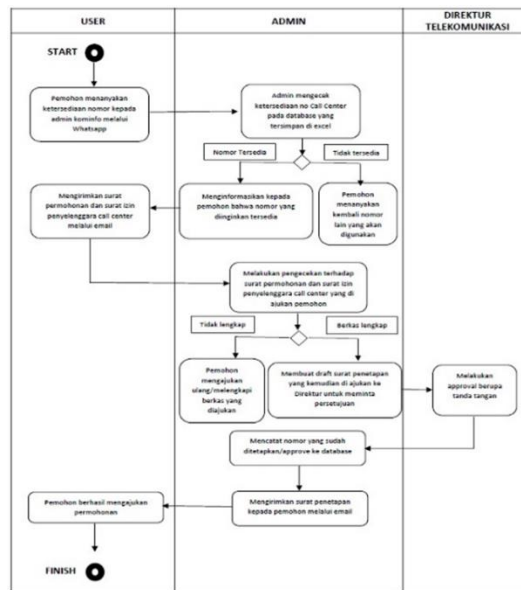 USER
ADMIN
DIREKTUR
TELEKOMUNIKASI
START
Pemohon menanyakan
ketersediaan nomor kepada
admin kominfo melalui
Whatsapp
Admin mengacek
ketersediaan no Call Center
pada database yang
tersimpan di excel
Nomor Tersedia
Tidak tersedia
Mengirimkan surat
permohonan dan surat izin
penyelenggara call center
melalui email
Menginformasikan kepada
pemohon bahwa nomor yang
diinginkan tersedia
Pemohon
menanyakan
kembali nomor
lain yang akan
digunakan
Melakukan pengecekan terhadap
surat permohonan dan surat izin
penyelenggara call center yang di
ajukan pemohon
Tidak lengkap
Berkas lengkap
Pemohon
mengajukan
ulang/melengkapi
berkas yang
diajukan
Membuat draft surat penetapan
yang kemudian di ajukan ke
Direktur untuk meminta
persetujuan
Melakukan
approval berupa
tanda tangan
Mencatat nomor yang sudah
ditetapkan/approve ke database
Pemohon berhasil mengajukan
permohonan
Mengirimkan surat penetapan
kepada pemohon melalui email
FINISH